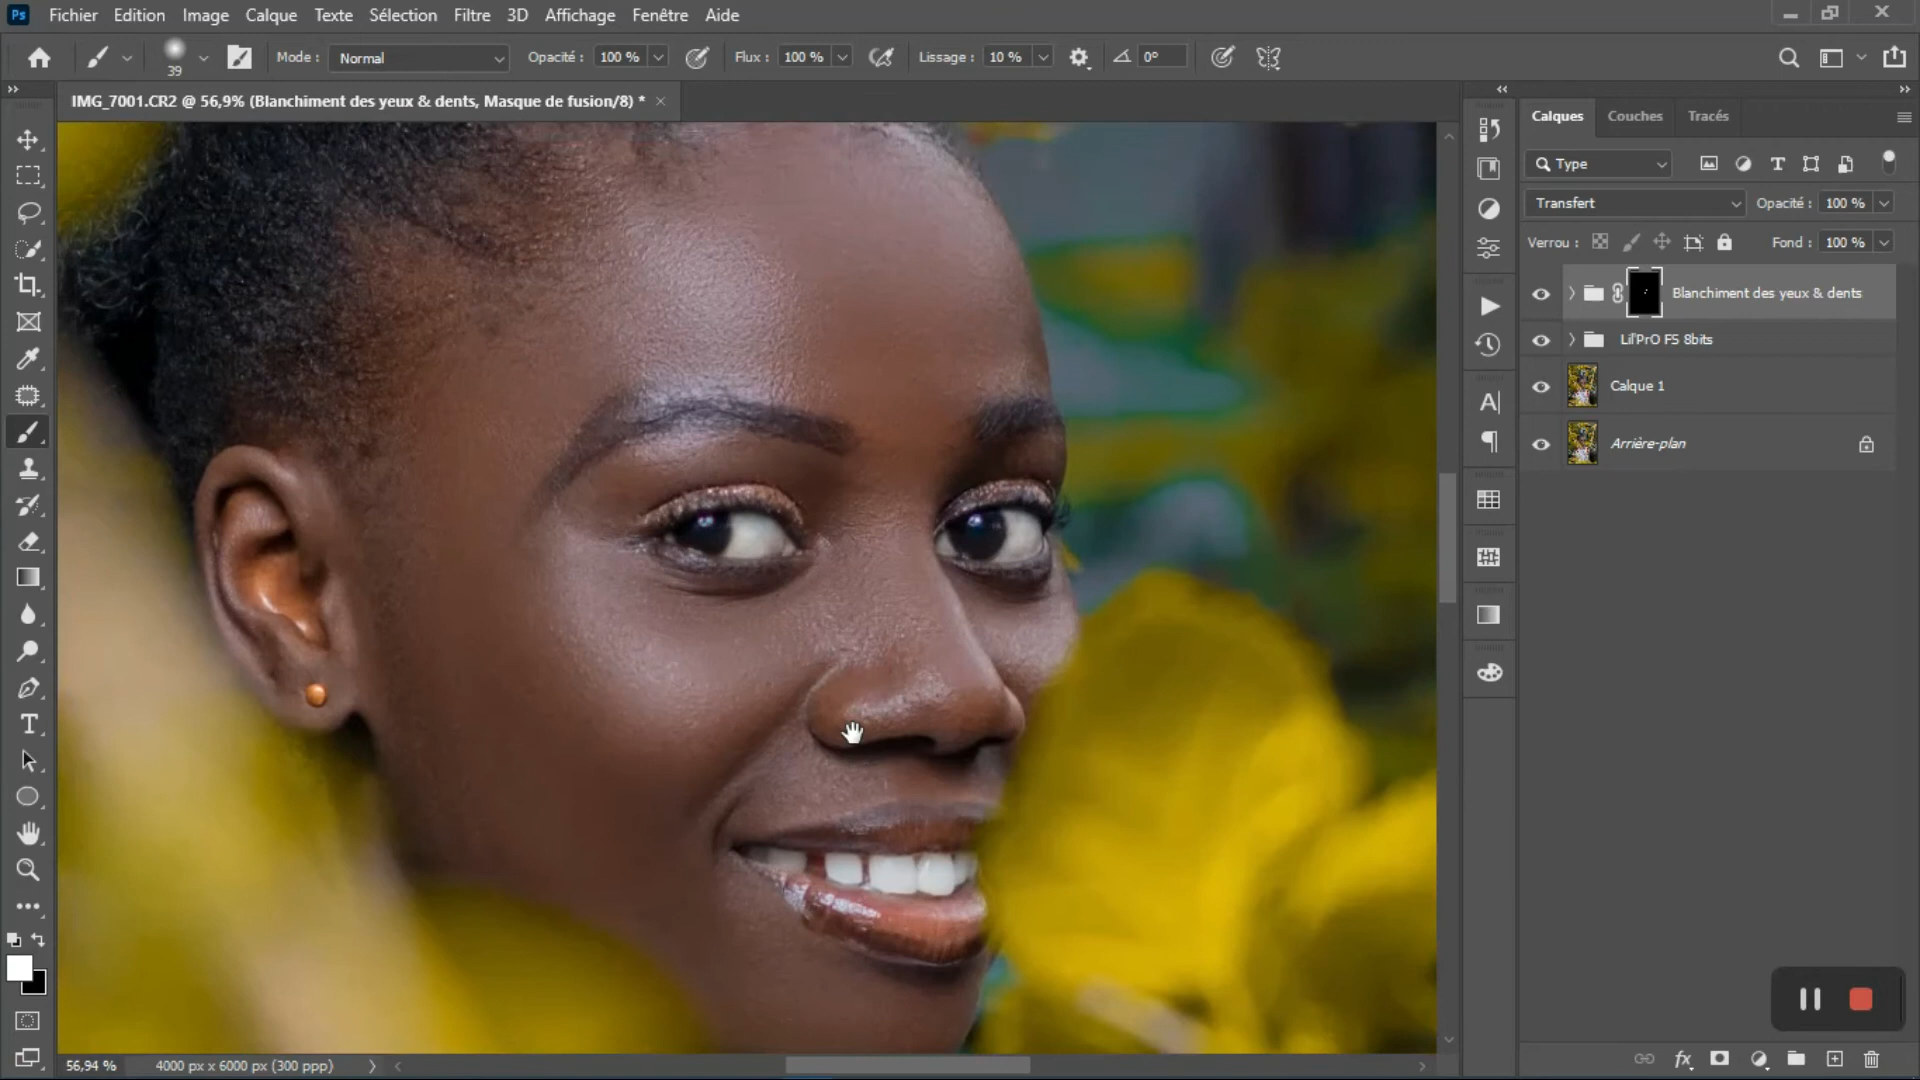 Ps Fichier Edition Image Calque Texte Sélection Filtre 3D Affichage Fenêtre Aide
39 Mode : Normal Opacité : 100 % Flux : 100 % Lissage : 10 % 0°
IMG_7001.CR2 @ 56,9% (Blanchiment des yeux & dents, Masque de fusion/8) *
Calques Couches Tracés
Type
Transfert Opacité : 100 %
Verrou : Fond : 100 %
Blanchiment des yeux & dents
Lil'PrO FS 8bits
Calque 1
Arrière-plan
56,94 % 4000 px x 6000 px (300 ppp)